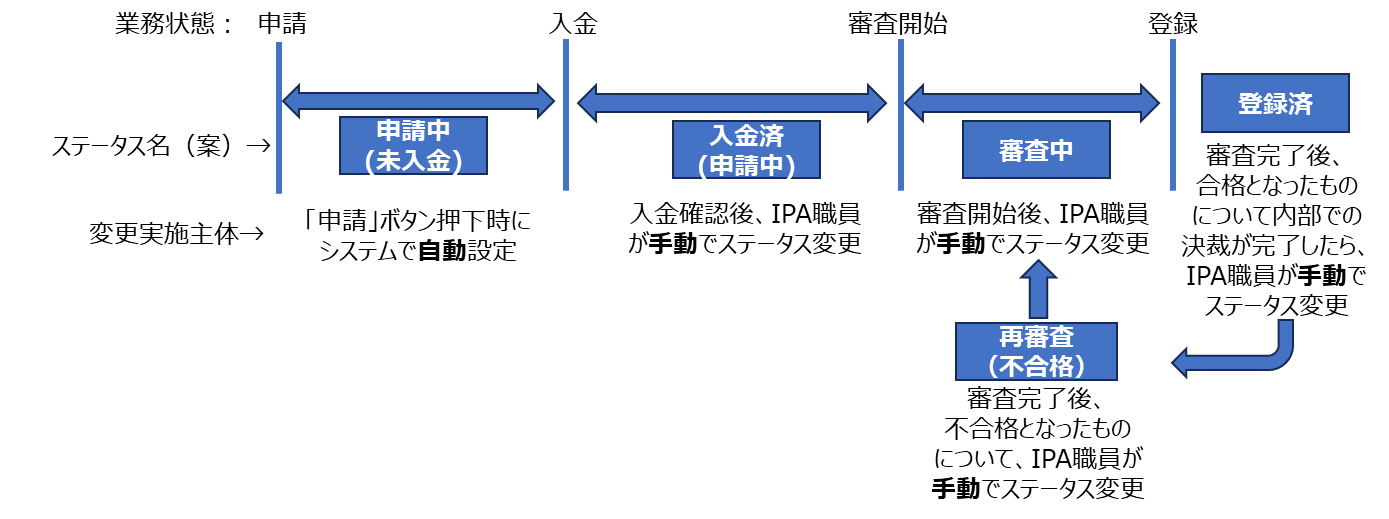 業務状態： 申請 入金 審査開始 登録
ステータス名（案）→
申請中
（未入金）
入金済
（申請中）
審査中
登録済
変更実施主体→
「申請」ボタン押下時に
システムで自動設定
入金確認後、IPA職員
が手動でステータス変更
審査開始後、IPA職員
が手動でステータス変更
審査完了後、
合格となったもの
について内部での
決裁が完了したら、
IPA職員が手動で
ステータス変更
再審査
（不合格）
審査完了後、
不合格となったもの
について、IPA職員が
手動でステータス変更